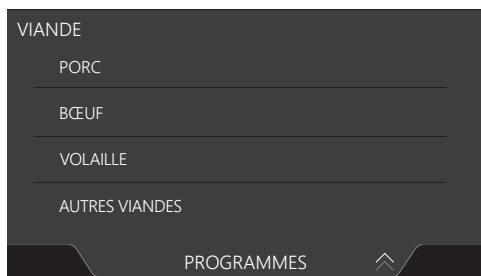 VIANDE
PORC
BŒUF
VOLAILLE
AUTRES VIANDES
PROGRAMMES